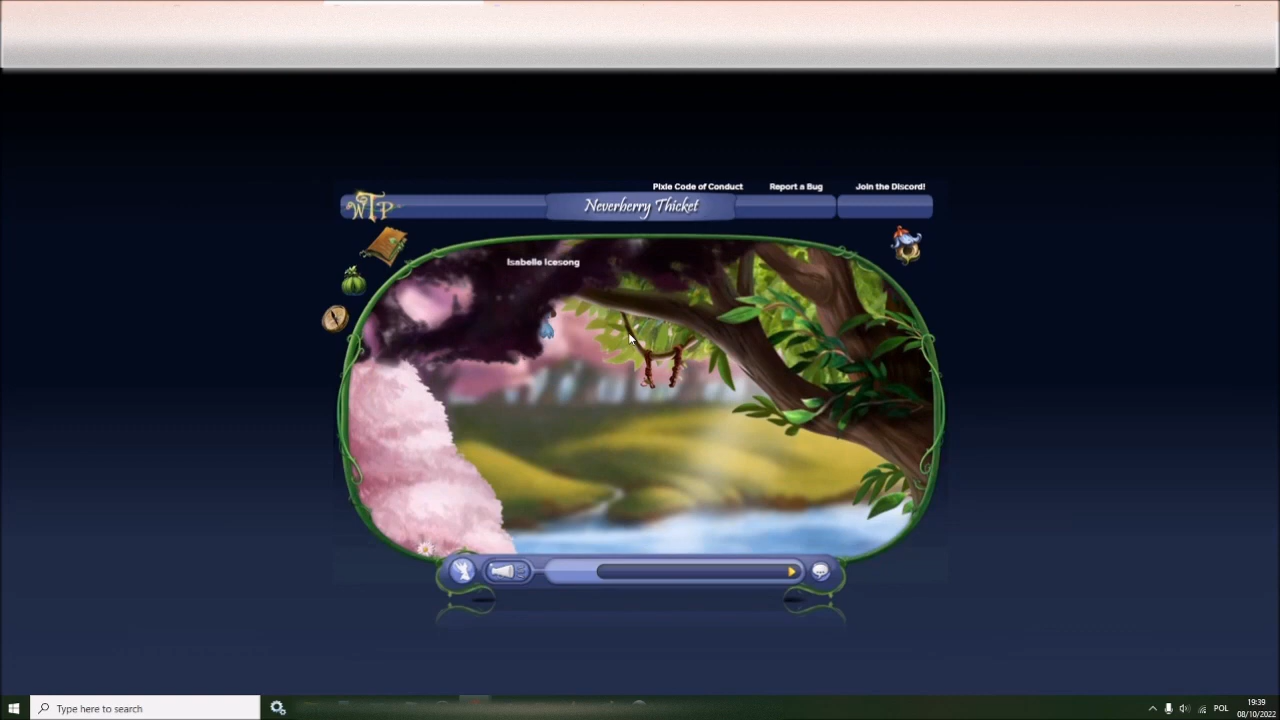 Pixie Code of Conduct Report a Bug Join the Discord!
WTP
Neverberry Thicket
Isabelle Icesong
Type here to search
POL
19:39
08/10/2022